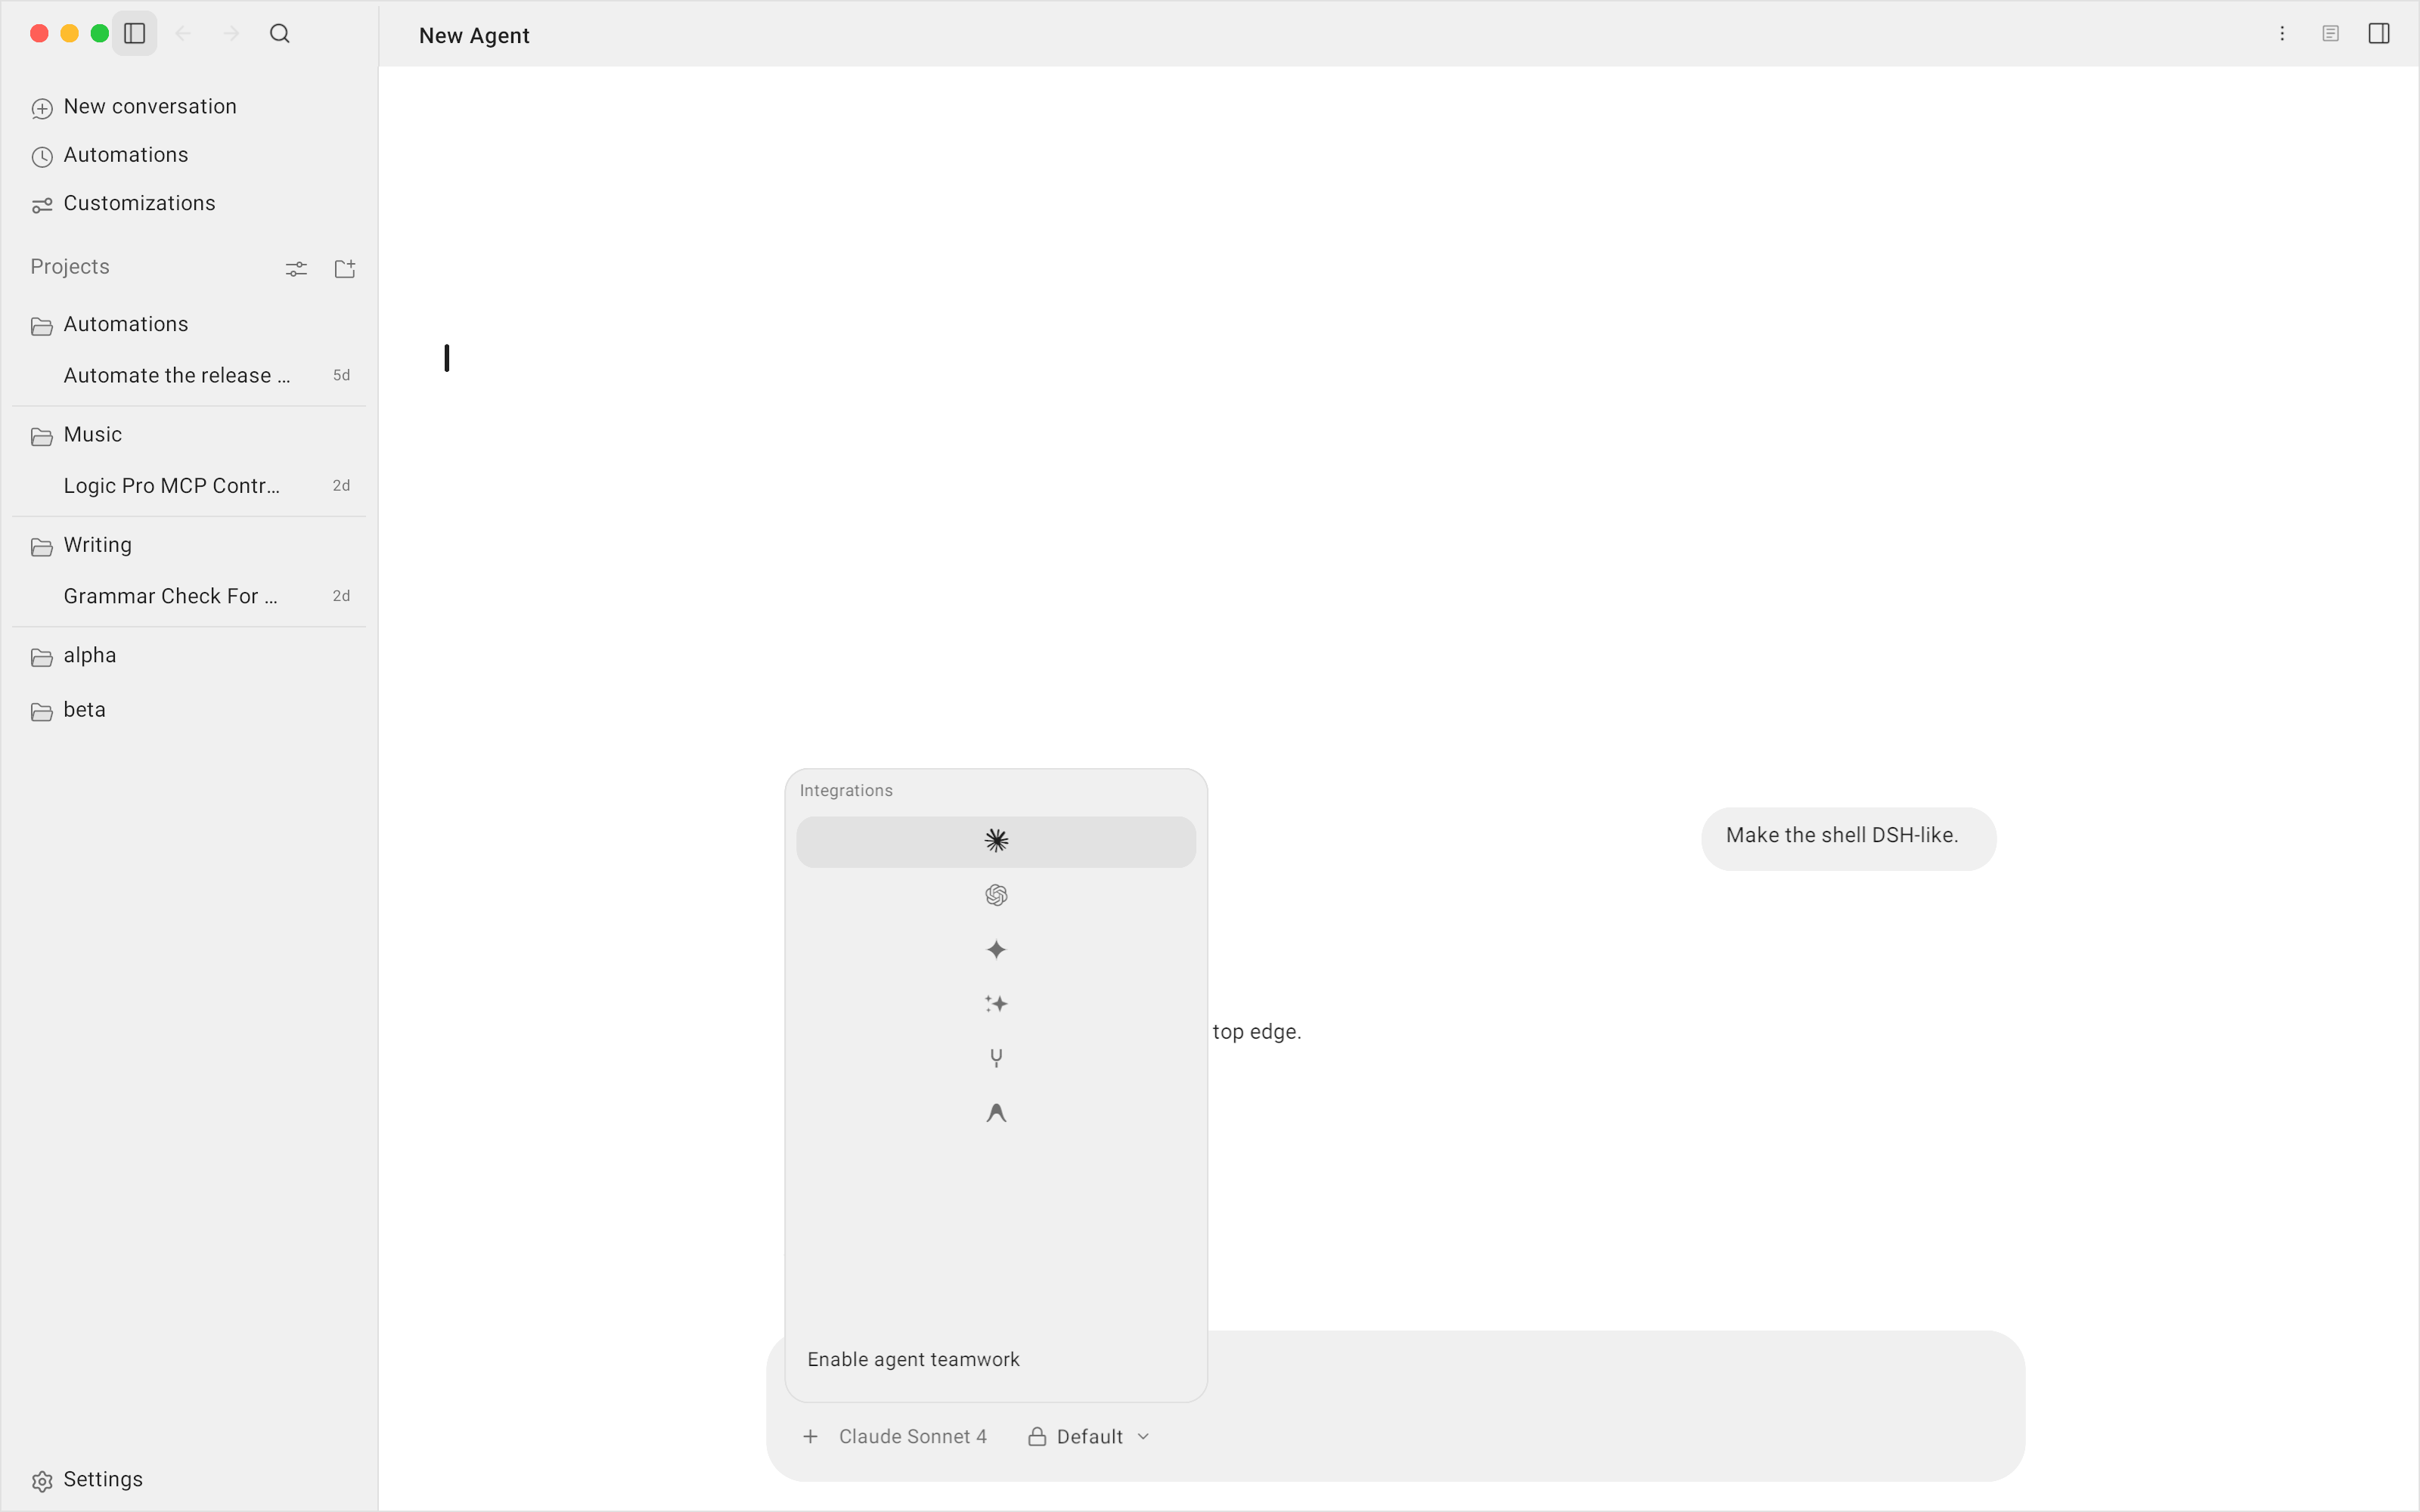 New Agent
New conversation
Automations
Customizations
Projects
Automations
Automate the release ... 5d
Music
Logic Pro MCP Contr... 2d
Writing
Grammar Check For ... 2d
alpha
beta
Settings
Make the shell DSH-like.
top edge.
Integrations
Enable agent teamwork
Claude Sonnet 4 Default